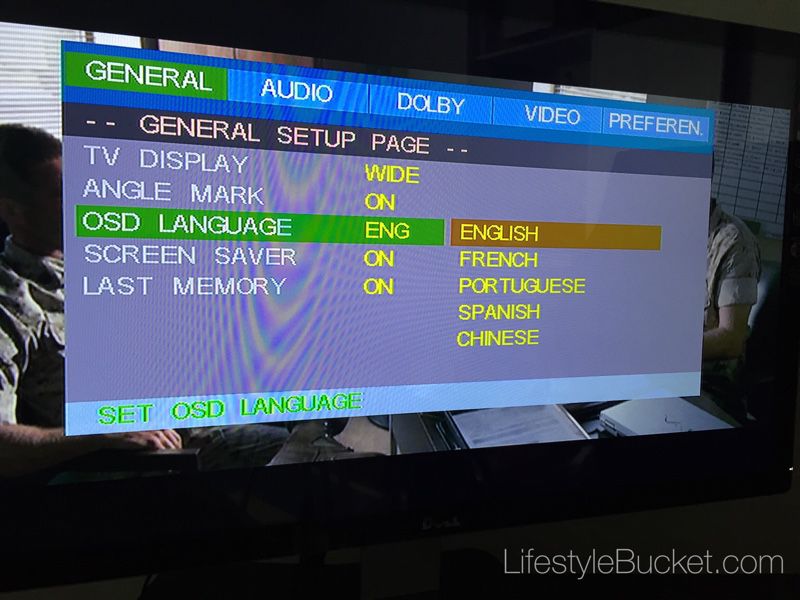 GENERAL AUDIO DOLBY VIDEO PREFEREN.
-- GENERAL SETUP PAGE --
TV DISPLAY WIDE
ANGLE MARK ON
OSD LANGUAGE ENG ENGLISH
SCREEN SAVER ON FRENCH
LAST MEMORY ON PORTUGUESE
SPANISH
CHINESE
SET OSD LANGUAGE
DELL
LifestyleBucket.com